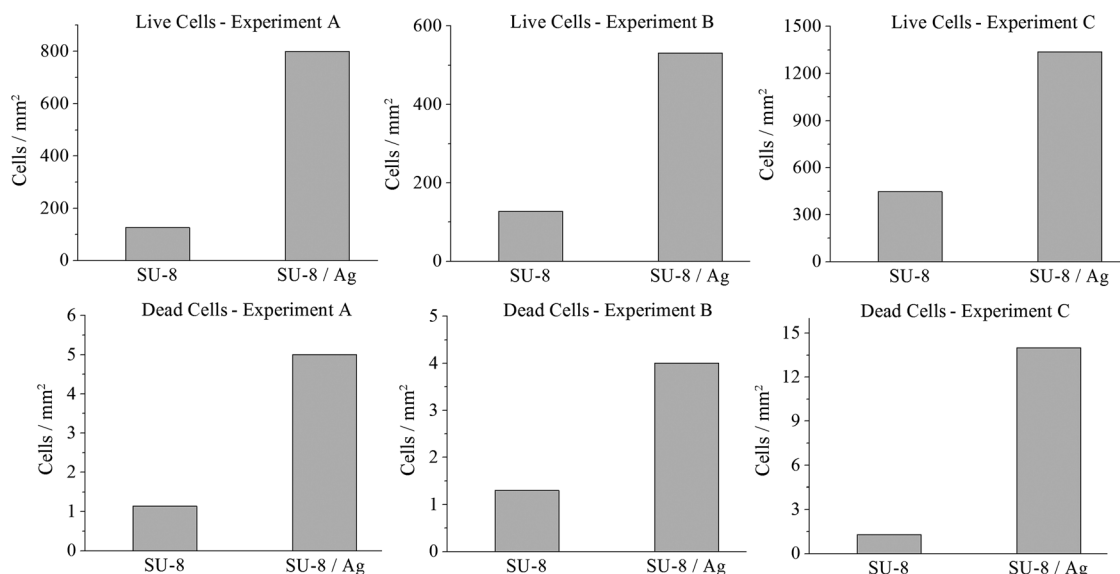 Live Cells - Experiment A
Cells / mm²
800
600
400
200
0
SU-8
SU-8 / Ag
Live Cells - Experiment B
Cells / mm²
600
400
200
0
SU-8
SU-8 / Ag
Live Cells - Experiment C
Cells / mm²
1500
1200
900
600
300
0
SU-8
SU-8 / Ag
Dead Cells - Experiment A
Cells / mm²
6
5
4
3
2
1
0
SU-8
SU-8 / Ag
Dead Cells - Experiment B
Cells / mm²
5
4
3
2
1
0
SU-8
SU-8 / Ag
Dead Cells - Experiment C
Cells / mm²
15
12
9
6
3
0
SU-8
SU-8 / Ag